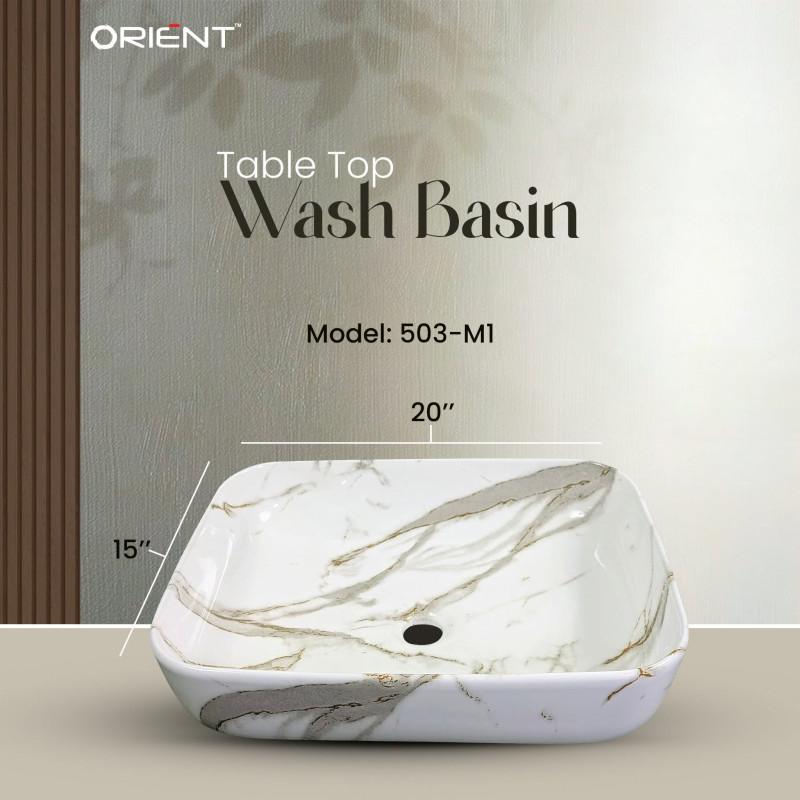 ORIENT™
Table Top
Wash Basin
Model: 503-M1
20’’
15’’